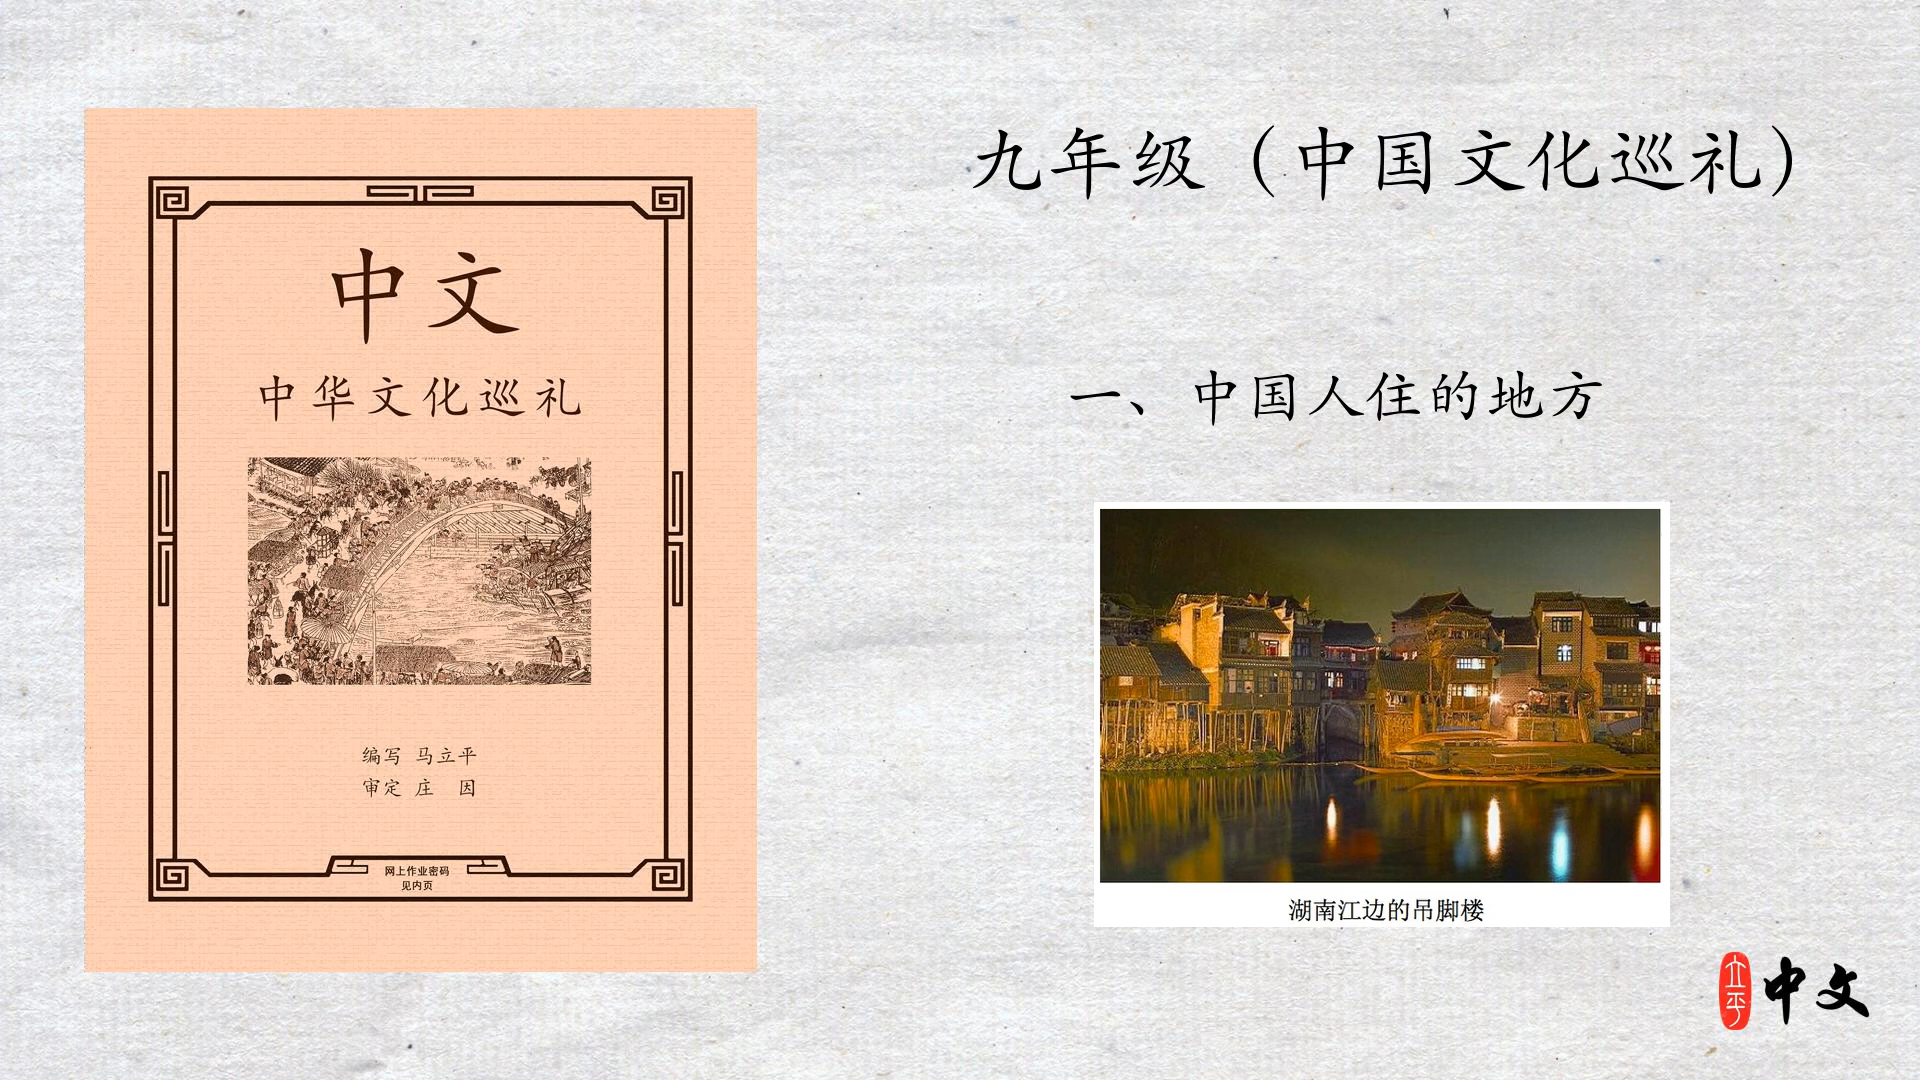 中文
中华文化巡礼
编写 马立平
审定 庄 因
网上作业密码
见内页
九年级（中国文化巡礼）
一、中国人住的地方
湖南江边的吊脚楼
立平中文